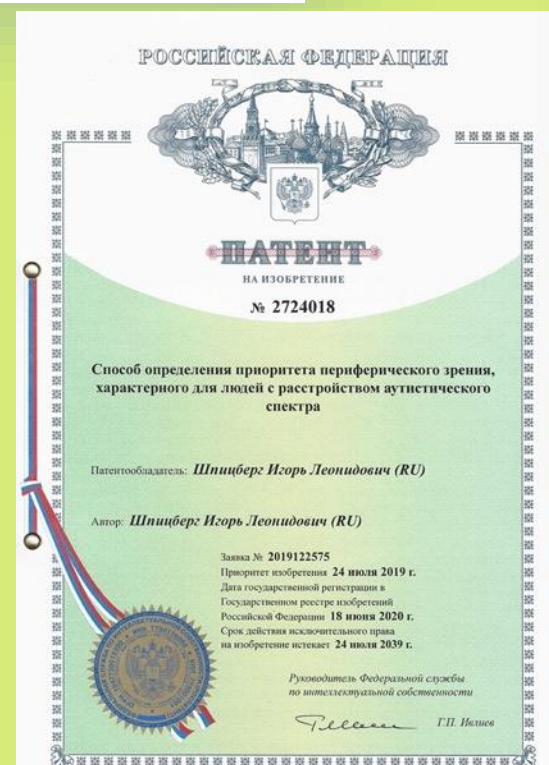 РОССИЙСКАЯ ФЕДЕРАЦИЯ
ПАТЕНТ
НА ИЗОБРЕТЕНИЕ
№ 2724018
Способ определения приоритета периферического зрения,
характерного для людей с расстройством аутистического
спектра
Патентообладатель: Шпицберг Игорь Леонидович (RU)
Автор: Шпицберг Игорь Леонидович (RU)
Заявка № 2019122575
Приоритет изобретения 24 июля 2019 г.
Дата государственной регистрации в
Государственном реестре изобретений
Российской Федерации 18 июня 2020 г.
Срок действия исключительного права
на изобретение истекает 24 июля 2039 г.
Руководитель Федеральной службы
по интеллектуальной собственности
Г.П. Ивлиев